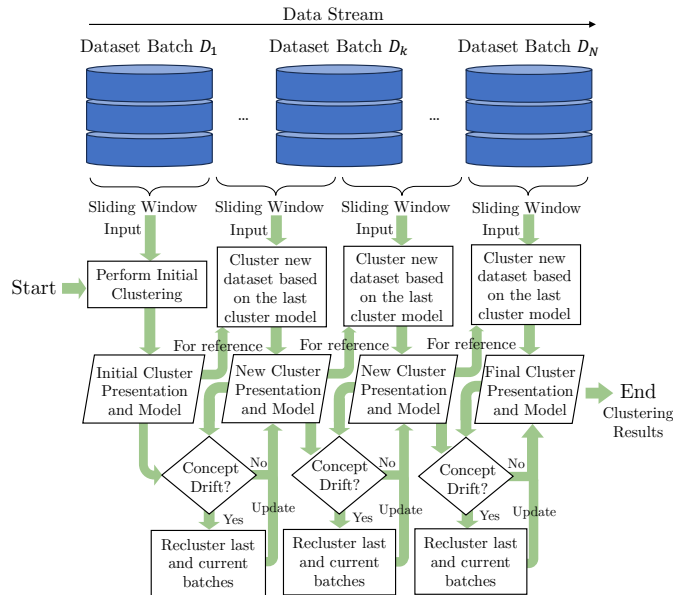 Data Stream
Dataset Batch D1
Dataset Batch Dk
Dataset Batch DN
...
...
Sliding Window
Sliding Window
Sliding Window
Sliding Window
Input
Input
Input
Input
Start
Perform Initial
Clustering
Cluster new
dataset based
on the last
cluster model
Cluster new
dataset based
on the last
cluster model
Cluster new
dataset based
on the last
cluster model
For reference
For reference
For reference
Initial Cluster
Presentation
and Model
New Cluster
Presentation
and Model
New Cluster
Presentation
and Model
Final Cluster
Presentation
and Model
End
Clustering
Results
Concept
Drift?
No
Concept
Drift?
No
Concept
Drift?
No
Update
Update
Update
Yes
Yes
Yes
Recluster last
and current
batches
Recluster last
and current
batches
Recluster last
and current
batches